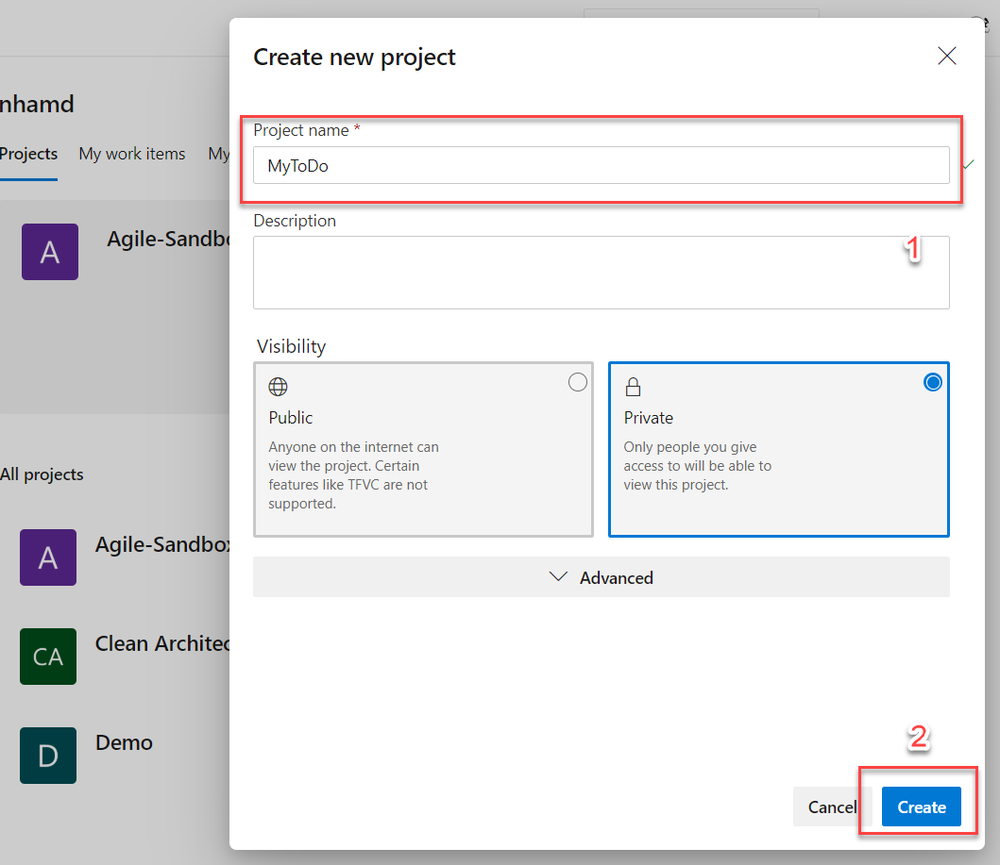 Create new project
nhamd
Projects
My work items
My
Project name *
MyToDo
A
Agile-Sandbo
Description
1
Visibility
Public
Anyone on the internet can
view the project. Certain
features like TFVC are not
supported.
Private
Only people you give
access to will be able to
view this project.
All projects
A
Agile-Sandbox
Advanced
CA
Clean Architec
D
Demo
2
Cancel
Create